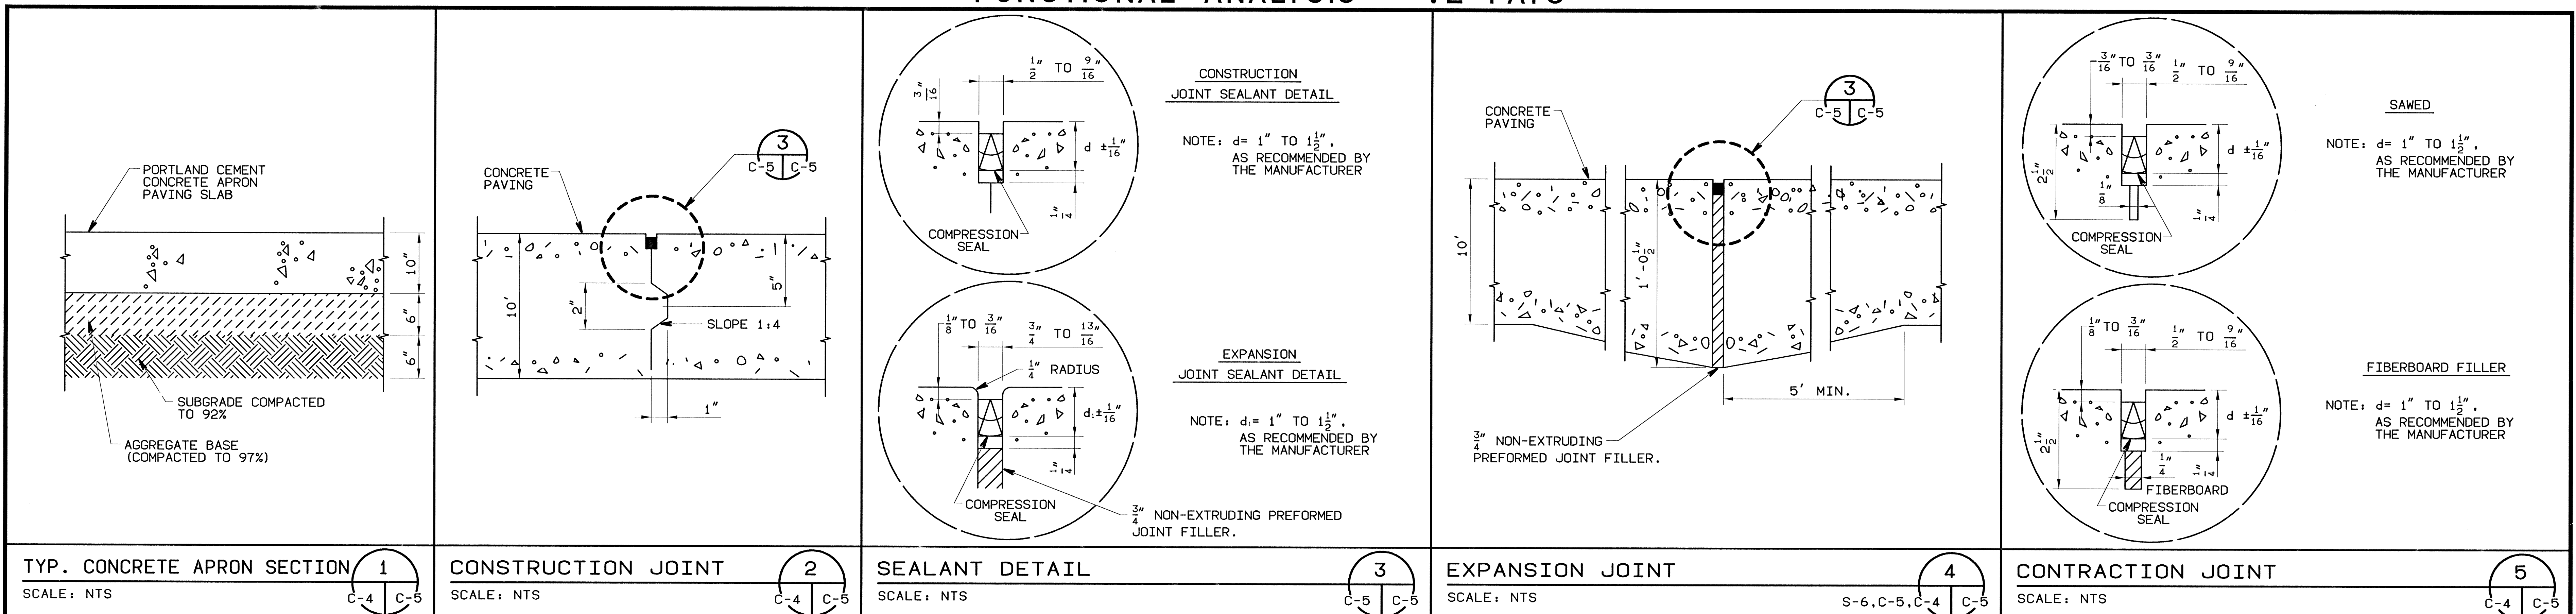 PORTLAND CEMENT
CONCRETE APRON
PAVING SLAB
10"
6"
6"
SUBGRADE COMPACTED
TO 92%
AGGREGATE BASE
(COMPACTED TO 97%)
TYP. CONCRETE APRON SECTION
1
SCALE: NTS
C-4 C-5
3
C-5 C-5
CONCRETE
PAVING
10'
2"
5"
SLOPE 1:4
1"
CONSTRUCTION JOINT
2
SCALE: NTS
C-4 C-5
1/2" TO 9/16"
3/16"
CONSTRUCTION
JOINT SEALANT DETAIL
d ±1/16"
NOTE: d= 1" TO 1 1/2",
AS RECOMMENDED BY
THE MANUFACTURER
1/4"
COMPRESSION
SEAL
1/8" TO 3/16"
3/4" TO 13/16"
1/4" RADIUS
EXPANSION
JOINT SEALANT DETAIL
d₁±1/16"
NOTE: d₁= 1" TO 1 1/2",
AS RECOMMENDED BY
THE MANUFACTURER
1/4"
COMPRESSION
SEAL
3/4" NON-EXTRUDING PREFORMED
JOINT FILLER.
SEALANT DETAIL
3
SCALE: NTS
C-5 C-5
3
C-5 C-5
CONCRETE
PAVING
10'
1'-0 1/2"
5' MIN.
3/4" NON-EXTRUDING
PREFORMED JOINT FILLER.
EXPANSION JOINT
4
SCALE: NTS
S-6,C-5,C-4 C-5
3/16" TO 3/16"
1/2" TO 9/16"
SAWED
d ±1/16"
NOTE: d= 1" TO 1 1/2",
AS RECOMMENDED BY
THE MANUFACTURER
2 1/2"
1/8"
1/4"
COMPRESSION
SEAL
1/8" TO 3/16"
1/2" TO 9/16"
FIBERBOARD FILLER
d ±1/16"
NOTE: d= 1" TO 1 1/2",
AS RECOMMENDED BY
THE MANUFACTURER
2 1/2"
1/4"
1/4"
FIBERBOARD
COMPRESSION
SEAL
CONTRACTION JOINT
5
SCALE: NTS
C-4 C-5